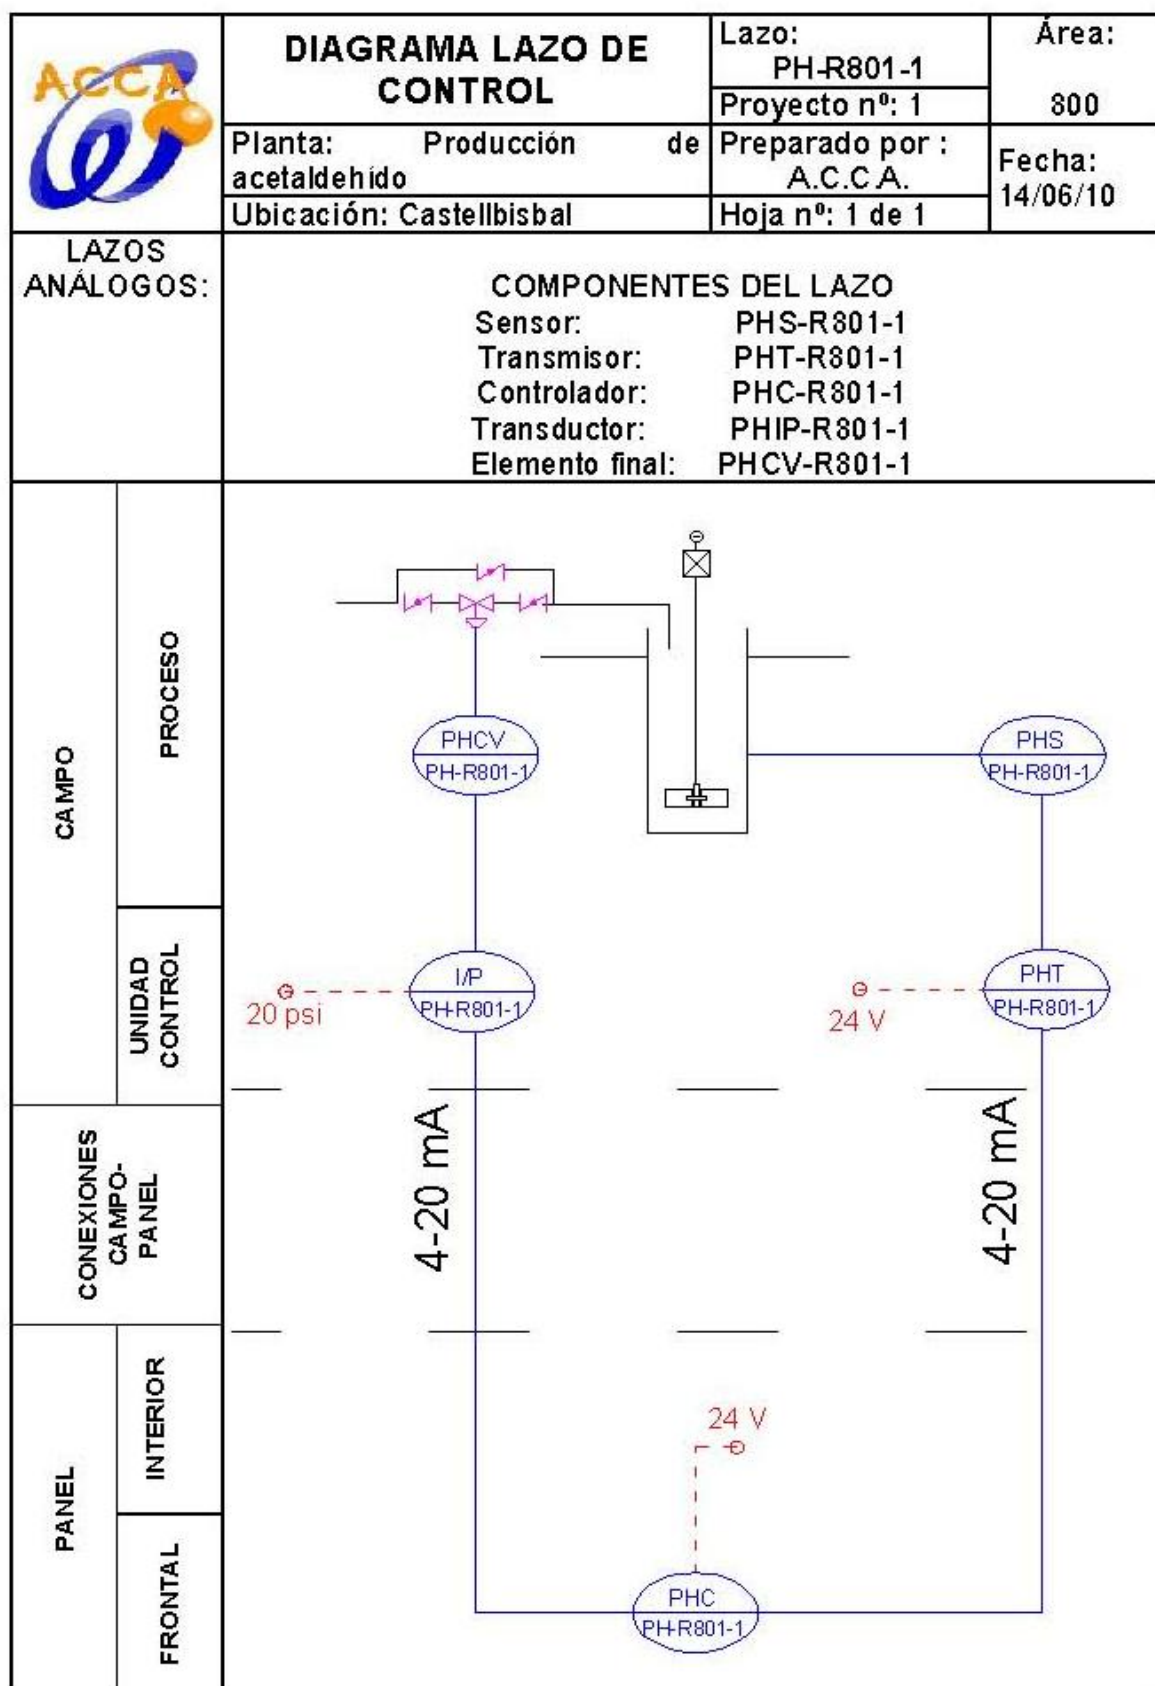 ACCA
DIAGRAMA LAZO DE
CONTROL
Lazo:
PH-R801-1
Proyecto nº: 1
Área:
800
Planta: Producción de
acetaldehído
Preparado por :
A.C.C.A.
Fecha:
14/06/10
Ubicación: Castellbisbal
Hoja nº: 1 de 1
LAZOS
ANÁLOGOS:
COMPONENTES DEL LAZO
Sensor: PHS-R801-1
Transmisor: PHT-R801-1
Controlador: PHC-R801-1
Transductor: PHIP-R801-1
Elemento final: PHCV-R801-1
CAMPO
PROCESO
PHCV
PH-R801-1
PHS
PH-R801-1
UNIDAD
CONTROL
20 psi
I/P
PH-R801-1
24 V
PHT
PH-R801-1
CONEXIONES
CAMPO-
PANEL
4-20 mA
4-20 mA
PANEL
INTERIOR
24 V
FRONTAL
PHC
PH-R801-1